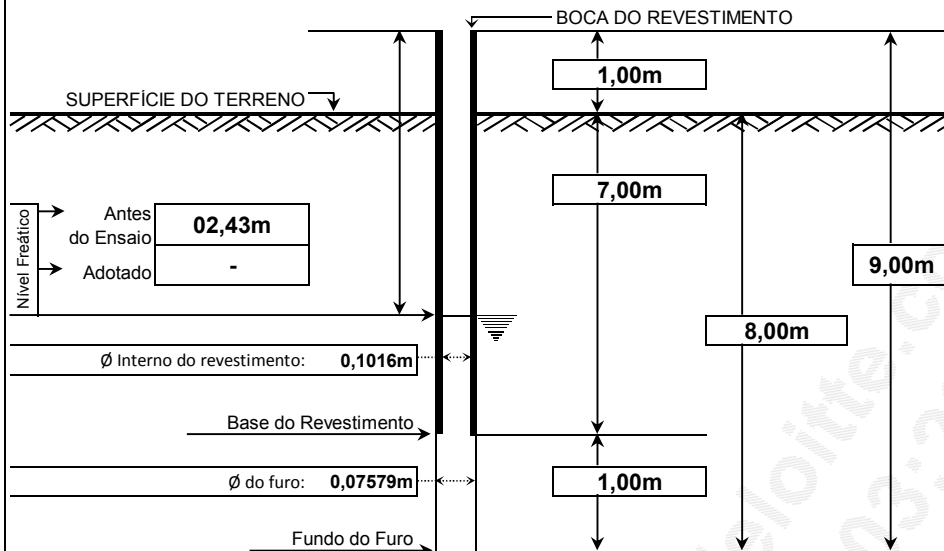 BOCA DO REVESTIMENTO
1,00m
SUPERFÍCIE DO TERRENO
7,00m
Nível Freático
Antes do Ensaio
02,43m
Adotado
-
9,00m
8,00m
Ø Interno do revestimento: 0,1016m
Base do Revestimento
Ø do furo: 0,07579m
1,00m
Fundo do Furo